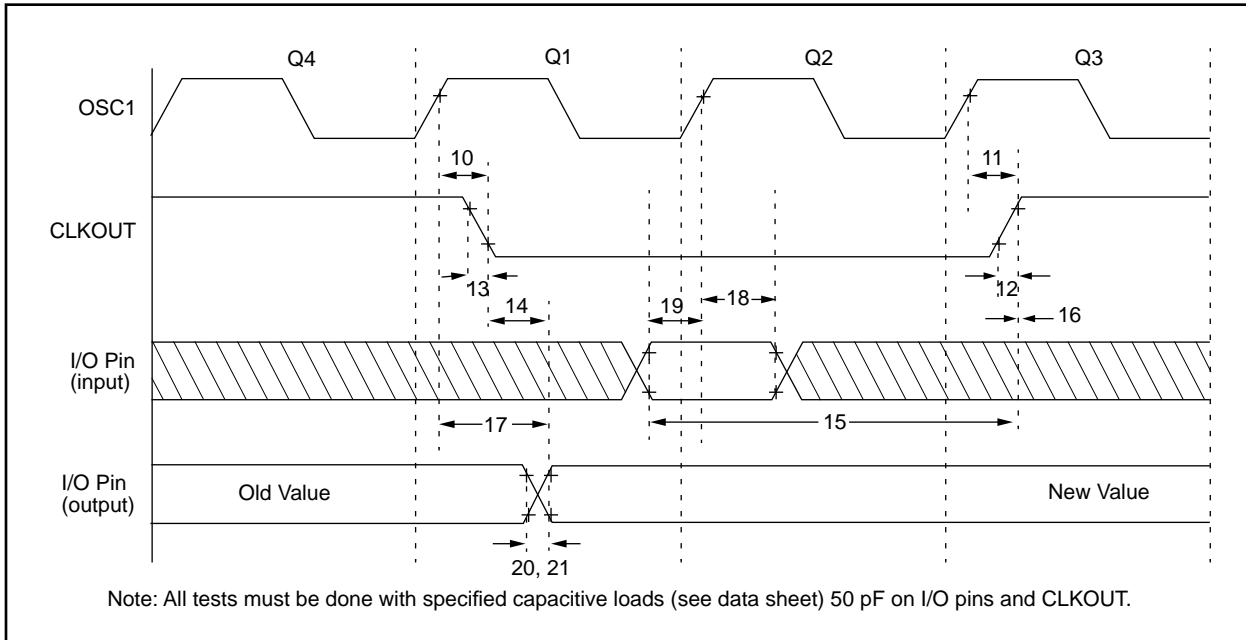 Q4 Q1 Q2 Q3
OSC1
10 11
CLKOUT
13 12
14 19 18 16
I/O Pin
(input)
17 15
I/O Pin
(output)
Old Value New Value
20, 21
Note: All tests must be done with specified capacitive loads (see data sheet) 50 pF on I/O pins and CLKOUT.